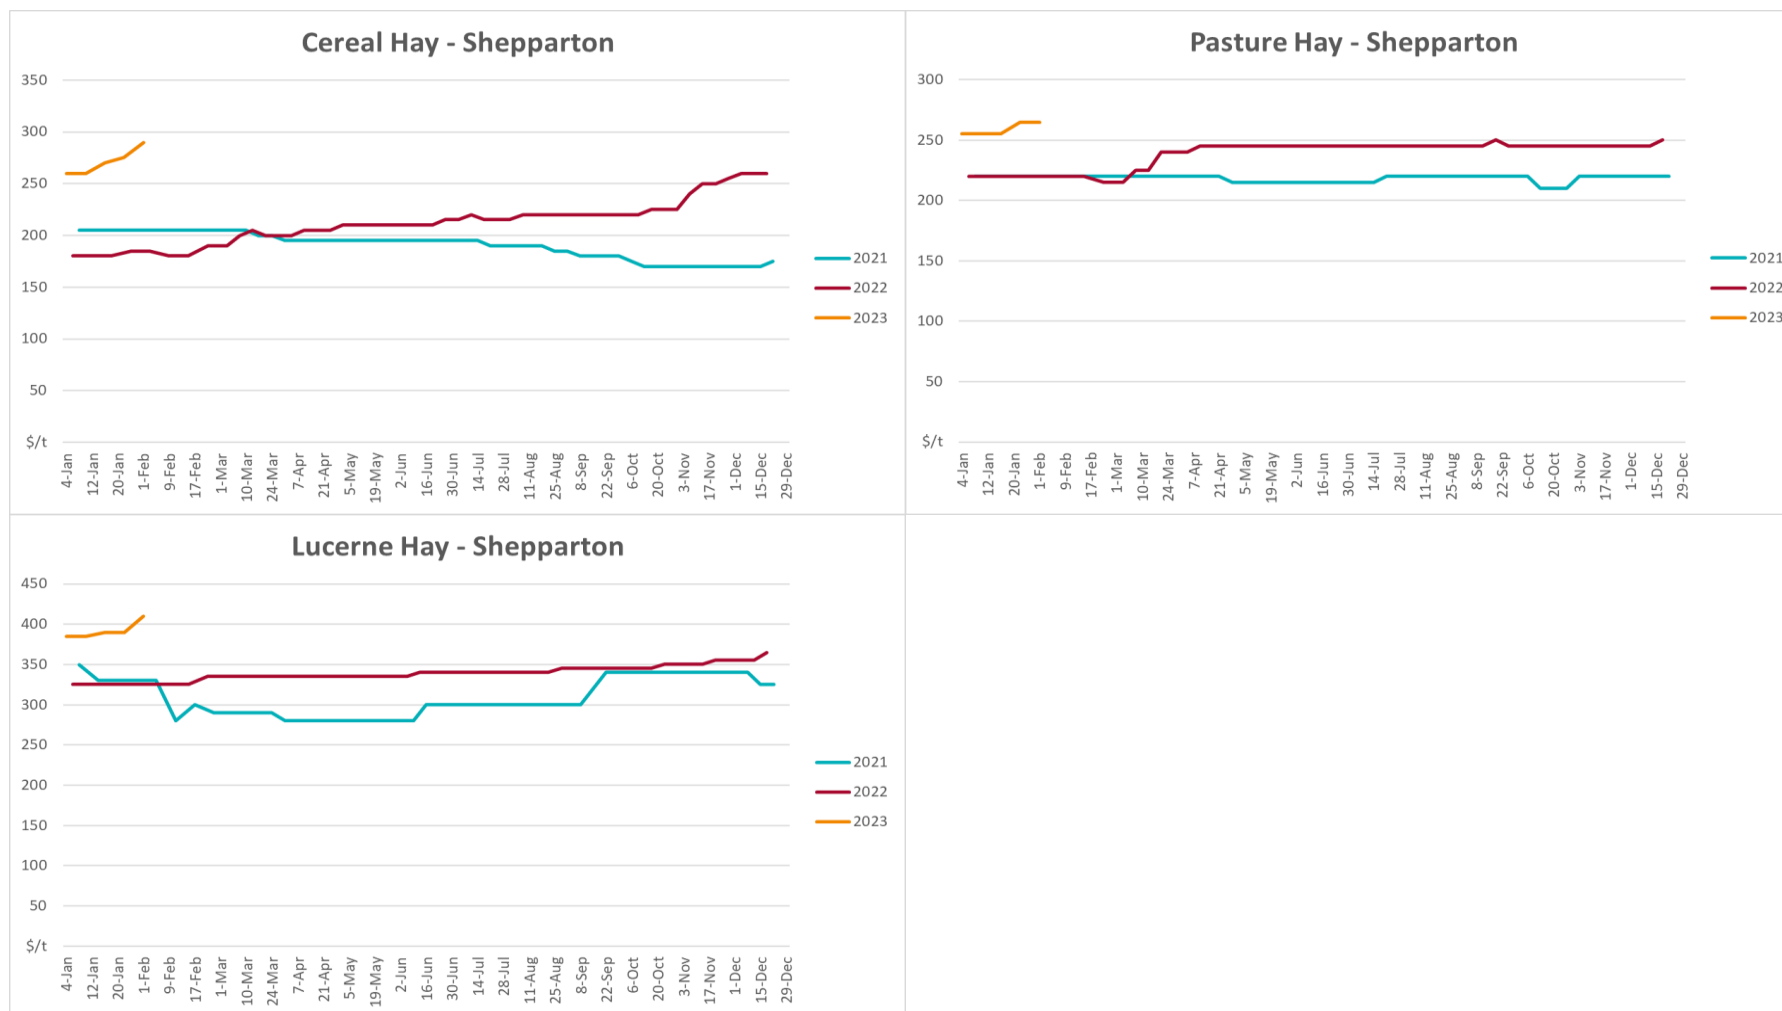 Cereal Hay - Shepparton
350
300
250
200
150
100
50
$/t
4-Jan
12-Jan
20-Jan
1-Feb
9-Feb
17-Feb
1-Mar
10-Mar
24-Mar
7-Apr
21-Apr
5-May
19-May
2-Jun
16-Jun
30-Jun
14-Jul
28-Jul
11-Aug
25-Aug
8-Sep
22-Sep
6-Oct
20-Oct
3-Nov
17-Nov
1-Dec
15-Dec
29-Dec
2021
2022
2023
Pasture Hay - Shepparton
300
250
200
150
100
50
$/t
4-Jan
12-Jan
20-Jan
1-Feb
9-Feb
17-Feb
1-Mar
10-Mar
24-Mar
7-Apr
21-Apr
5-May
19-May
2-Jun
16-Jun
30-Jun
14-Jul
28-Jul
11-Aug
25-Aug
8-Sep
22-Sep
6-Oct
20-Oct
3-Nov
17-Nov
1-Dec
15-Dec
29-Dec
2021
2022
2023
Lucerne Hay - Shepparton
450
400
350
300
250
200
150
100
50
$/t
4-Jan
12-Jan
20-Jan
1-Feb
9-Feb
17-Feb
1-Mar
10-Mar
24-Mar
7-Apr
21-Apr
5-May
19-May
2-Jun
16-Jun
30-Jun
14-Jul
28-Jul
11-Aug
25-Aug
8-Sep
22-Sep
6-Oct
20-Oct
3-Nov
17-Nov
1-Dec
15-Dec
29-Dec
2021
2022
2023